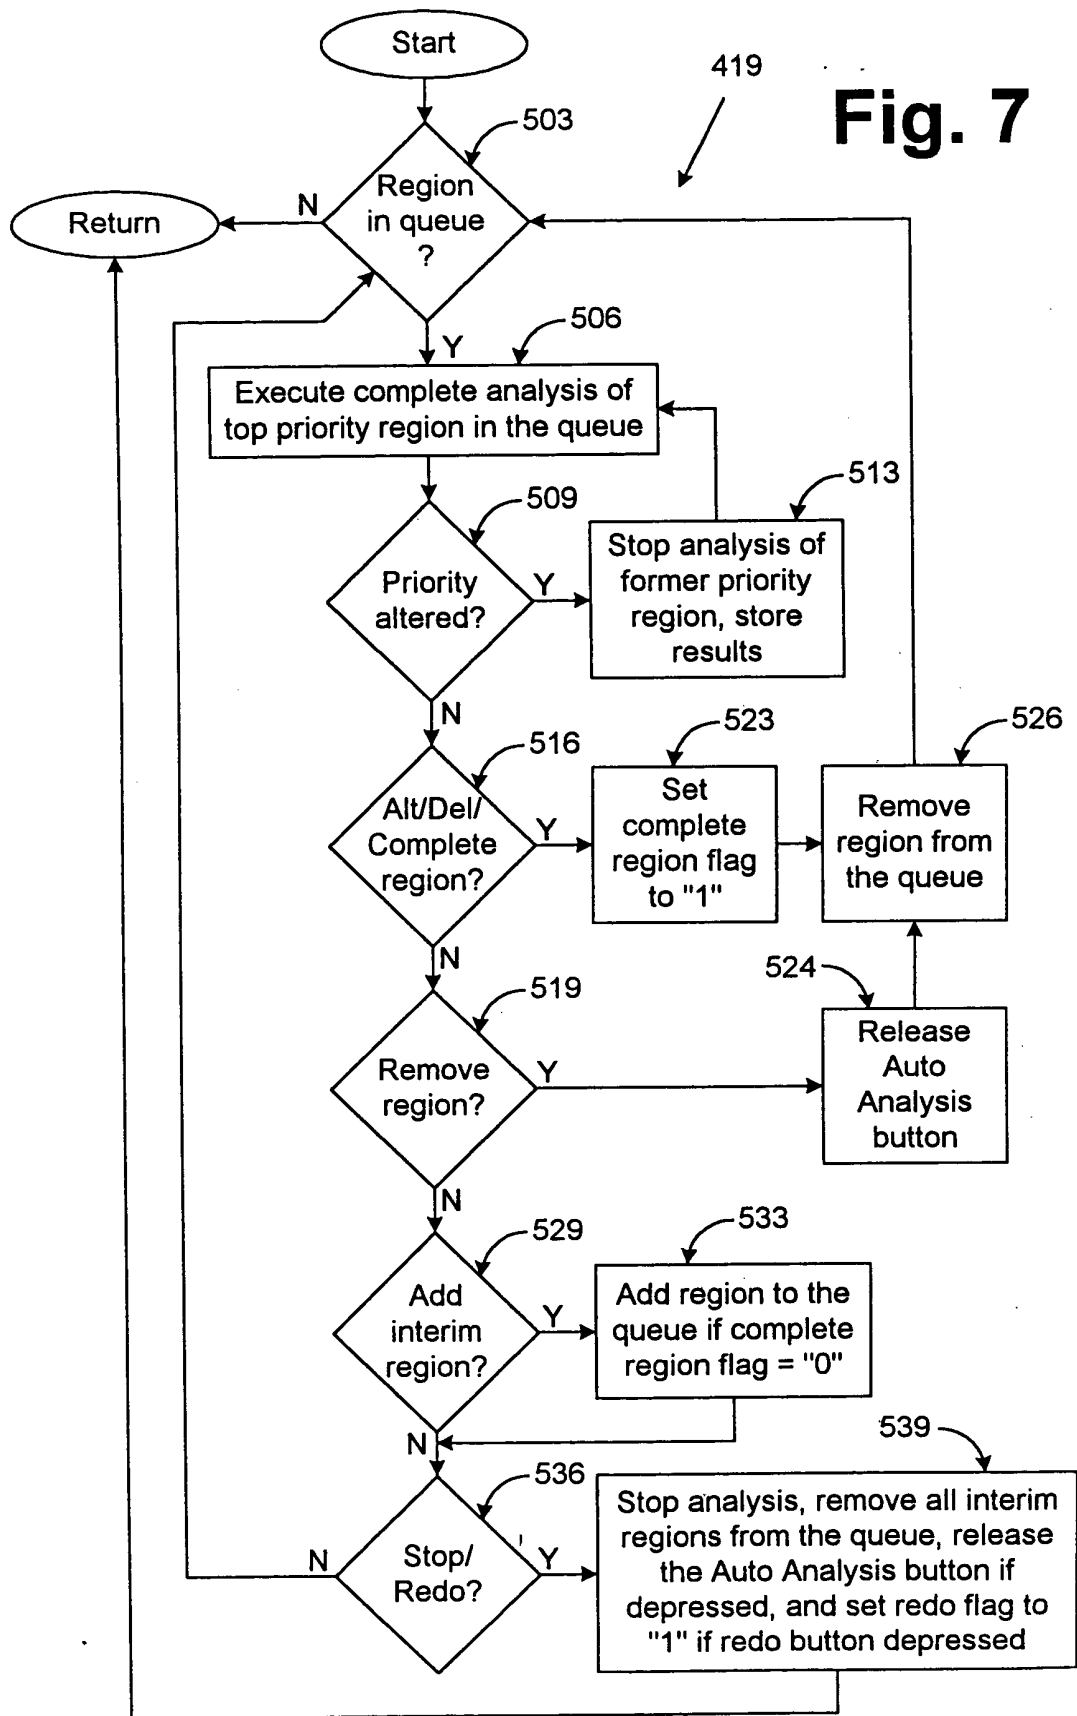 Start
419
Fig. 7
503
Region
in queue
?
N
Return
Y
506
Execute complete analysis of
top priority region in the queue
509
Priority
altered?
Y
513
Stop analysis of
former priority
region, store
results
N
516
Alt/Del/
Complete
region?
Y
523
Set
complete
region flag
to "1"
526
Remove
region from
the queue
N
519
Remove
region?
Y
524
Release
Auto
Analysis
button
N
529
Add
interim
region?
Y
533
Add region to the
queue if complete
region flag = "0"
N
536
Stop/
Redo?
N
Y
539
Stop analysis, remove all interim
regions from the queue, release
the Auto Analysis button if
depressed, and set redo flag to
"1" if redo button depressed